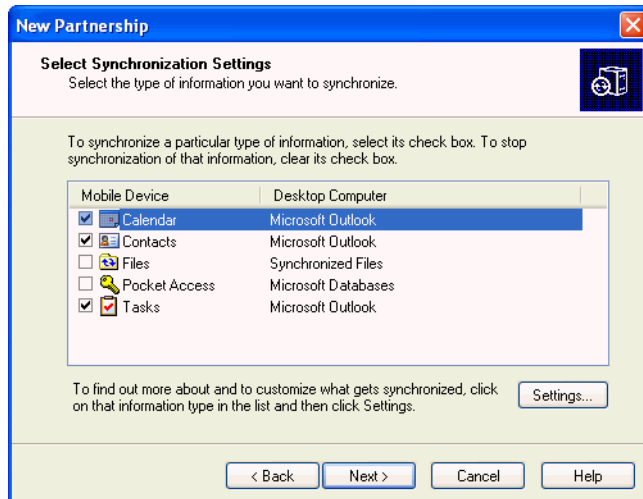 New Partnership
Select Synchronization Settings
Select the type of information you want to synchronize.
To synchronize a particular type of information, select its check box. To stop
synchronization of that information, clear its check box.
Mobile Device Desktop Computer
Calendar Microsoft Outlook
Contacts Microsoft Outlook
Files Synchronized Files
Pocket Access Microsoft Databases
Tasks Microsoft Outlook
To find out more about and to customize what gets synchronized, click
on that information type in the list and then click Settings.
Settings...
< Back Next > Cancel Help